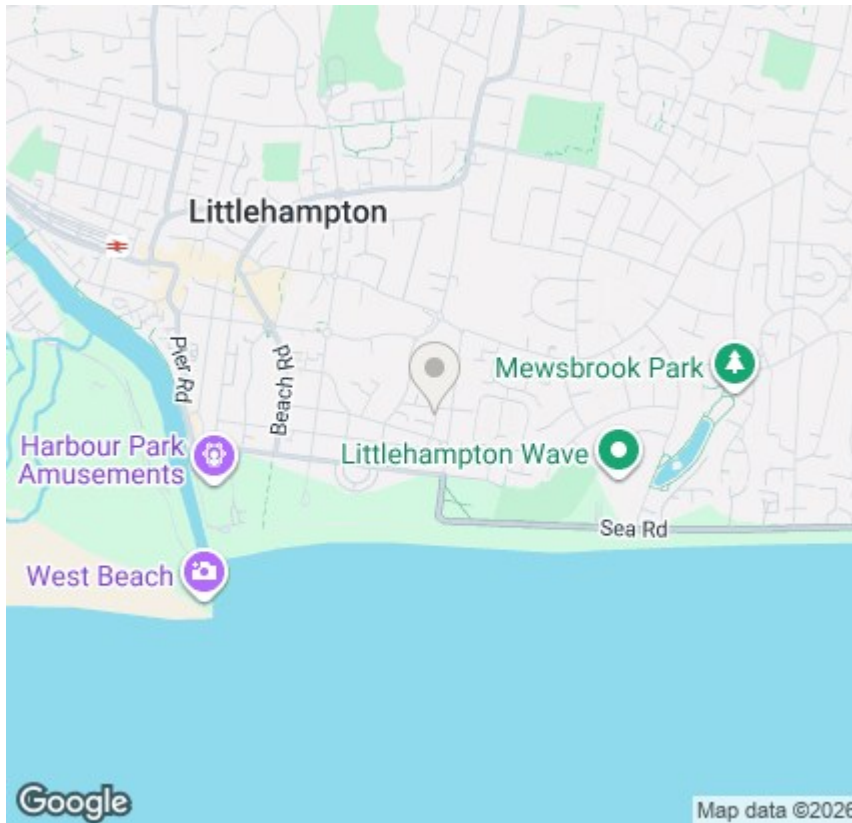 Littlehampton
Pier Rd
Beach Rd
Mewsbrook Park
Harbour Park
Amusements
Littlehampton Wave
Sea Rd
West Beach
Google
Map data ©2026